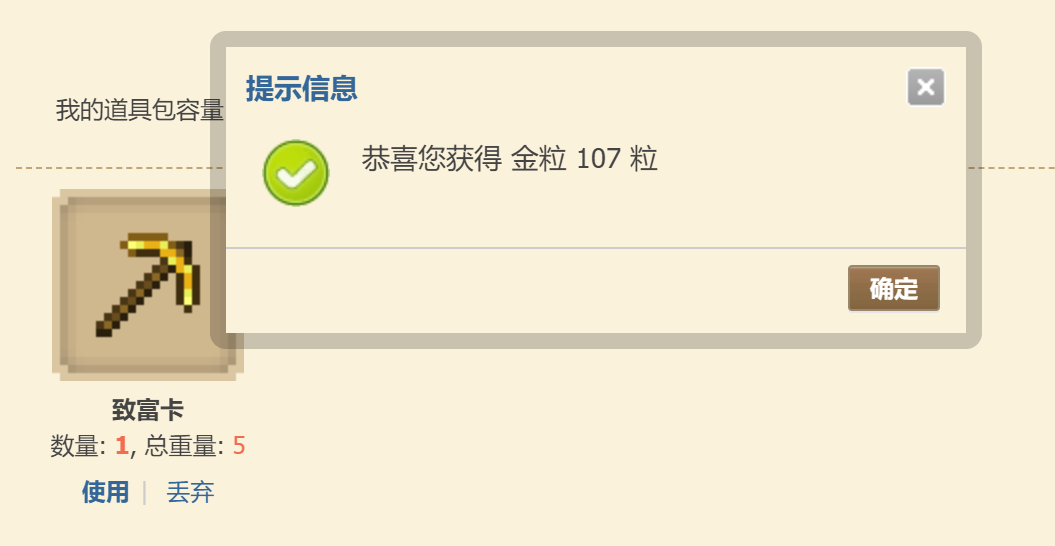 提示信息
我的道具包容量
恭喜您获得 金粒 107 粒
确定
致富卡
数量: 1, 总重量: 5
使用 | 丢弃